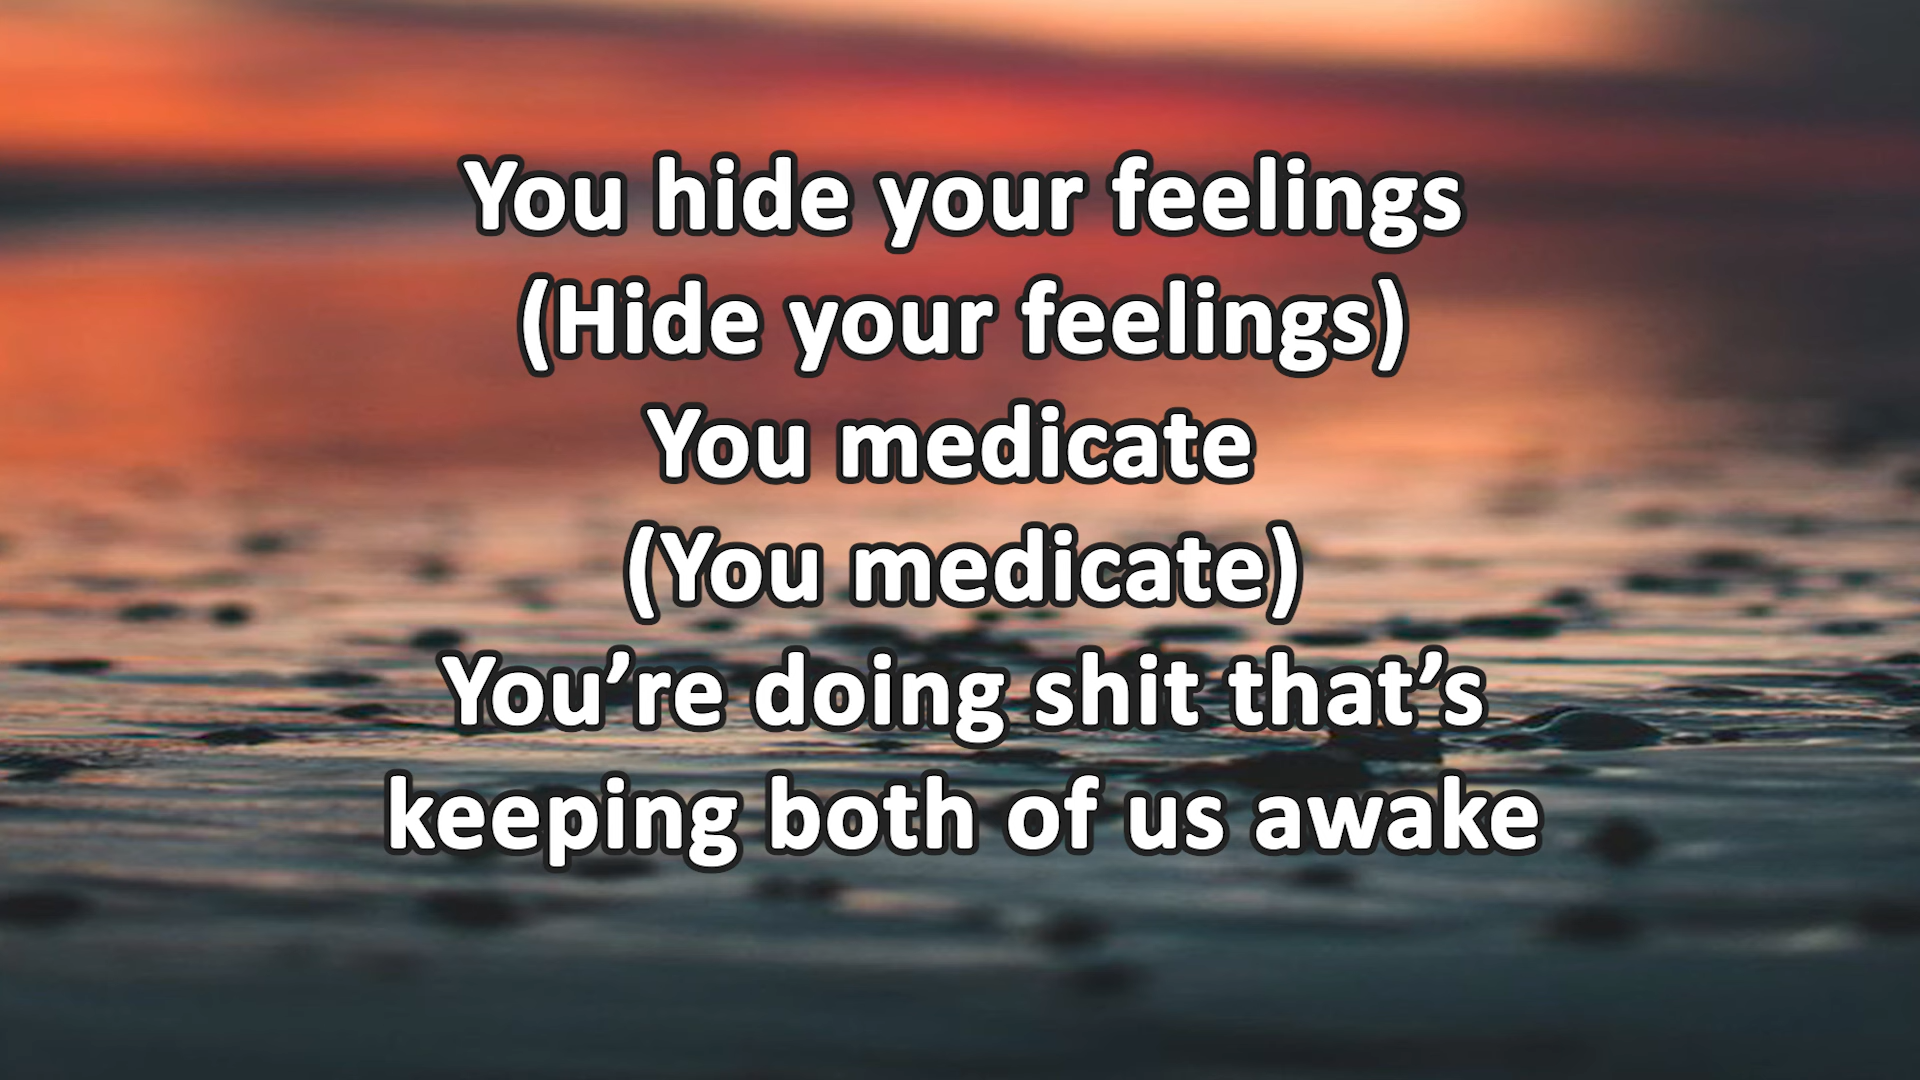 You hide your feelings
(Hide your feelings)
You medicate
(You medicate)
You’re doing shit that’s
keeping both of us awake